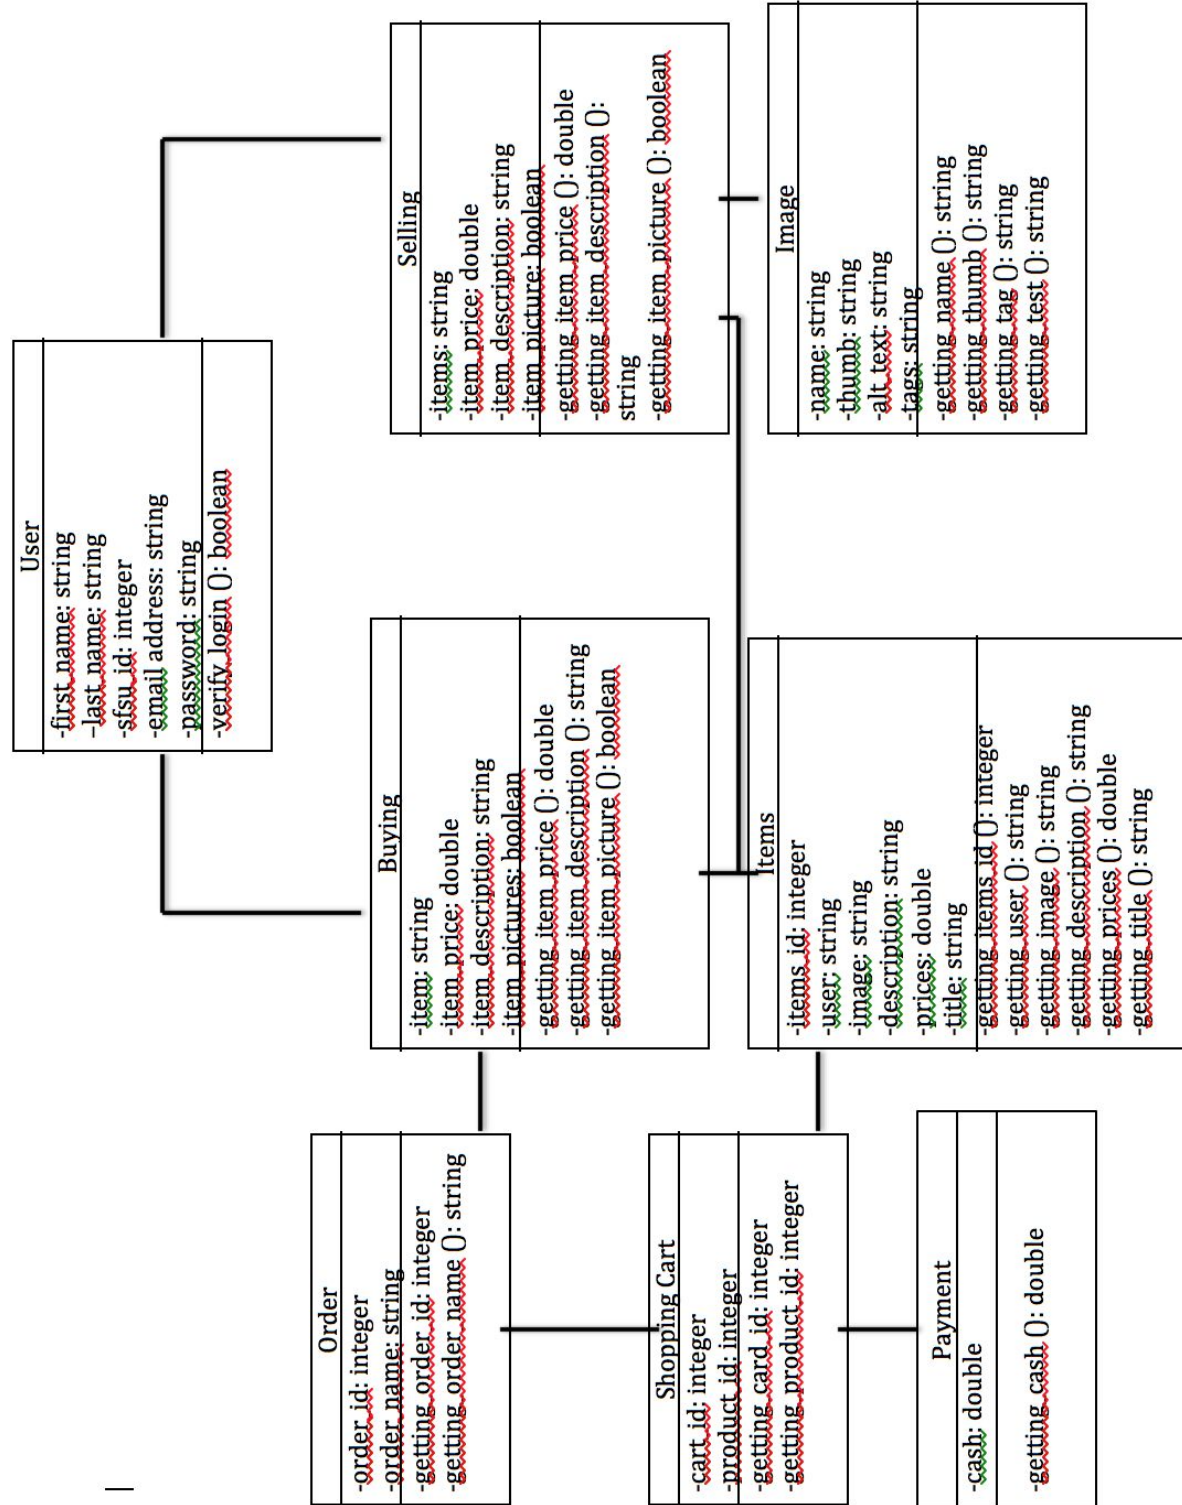 User
-first_name: string
–last_name: string
-sfsu_id: integer
-email address: string
-password: string
-verify_login (): boolean
Buying
-item: string
-item_price: double
-item_description: string
-item_pictures: boolean
-getting_item_price (): double
-getting_item_description (): string
-getting_item_picture (): boolean
Selling
-items: string
-item_price: double
-item_description: string
-item_picture: boolean
-getting_item_price (): double
-getting_item_description ():
string
-getting_item_picture (): boolean
Order
-order_id: integer
-order_name: string
-getting_order_id: integer
-getting_order_name (): string
Shopping Cart
-cart_id: integer
-product_id: integer
-getting_card_id: integer
-getting_product_id: integer
Items
-items_id: integer
-user: string
-image: string
-description: string
-prices: double
-title: string
-getting_items_id (): integer
-getting_user (): string
-getting_image (): string
-getting_description (): string
-getting_prices (): double
-getting_title (): string
Image
-name: string
-thumb: string
-alt_text: string
-tags: string
-getting_name (): string
-getting_thumb (): string
-getting_tag (): string
-getting_test (): string
Payment
-cash: double
-getting_cash (): double